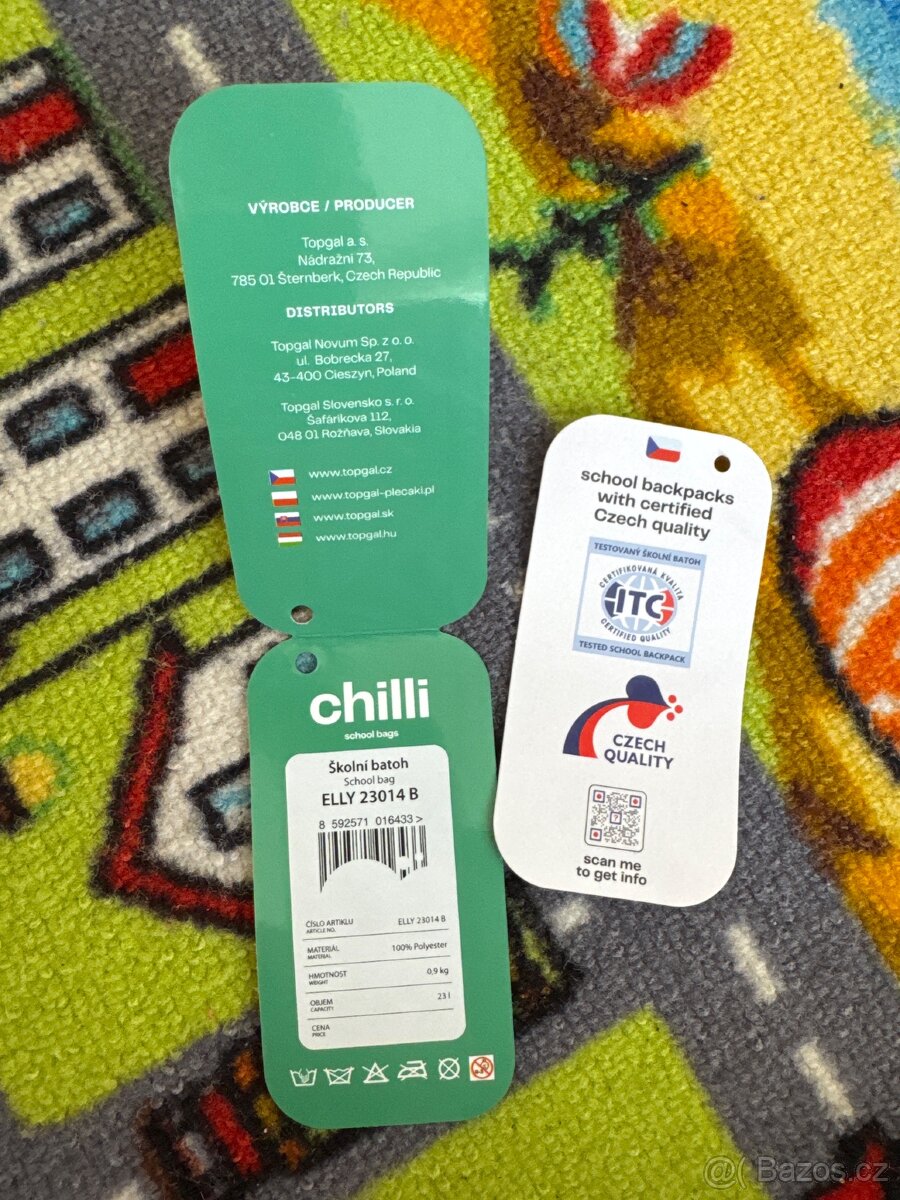 VÝROBCE / PRODUCER
Topgal a. s.
Nádražní 73,
785 01 Šternberk, Czech Republic
DISTRIBUTORS
Topgal Novum Sp. z o. o.
ul. Bobrecka 27,
43-400 Cieszyn, Poland
Topgal Slovensko s. r. o.
Šafárikova 112,
048 01 Rožňava, Slovakia
www.topgal.cz
www.topgal-plecaki.pl
www.topgal.sk
www.topgal.hu
chilli
school bags
Školní batoh
School bag
ELLY 23014 B
8 592571 016433 >
ČÍSLO ARTIKLU
ARTICLE NO.
ELLY 23014 B
MATERIÁL
MATERIAL
100% Polyester
HMOTNOST
WEIGHT
0,9 kg
OBJEM
CAPACITY
23 l
CENA
PRICE
school backpacks
with certified
Czech quality
TESTOVANÝ ŠKOLNÍ BATOH
CERTIFIKOVANÁ KVALITA
ITC
CERTIFIED QUALITY
TESTED SCHOOL BACKPACK
CZECH
QUALITY
scan me
to get info
@ Bazos.cz